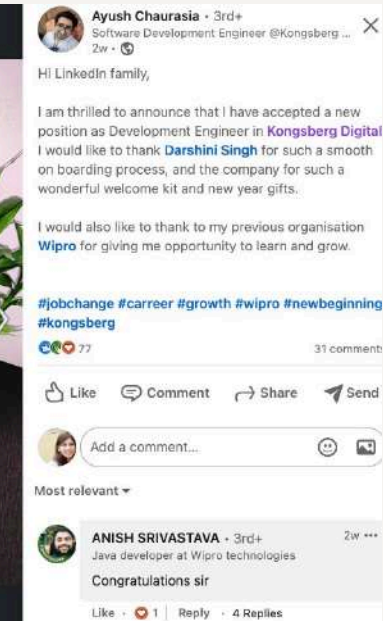 Ayush Chaurasia • 3rd+
Software Development Engineer @Kongsberg ...
2w •
Hi LinkedIn family,
I am thrilled to announce that I have accepted a new
position as Development Engineer in Kongsberg Digital
I would like to thank Darshini Singh for such a smooth
on boarding process, and the company for such a
wonderful welcome kit and new year gifts.
I would also like to thank to my previous organisation
Wipro for giving me opportunity to learn and grow.
#jobchange #carreer #growth #wipro #newbeginning
#kongsberg
77 31 comments
Like Comment Share Send
Add a comment...
Most relevant
ANISH SRIVASTAVA • 3rd+ 2w •••
Java developer at Wipro technologies
Congratulations sir
Like · 1 | Reply · 4 Replies